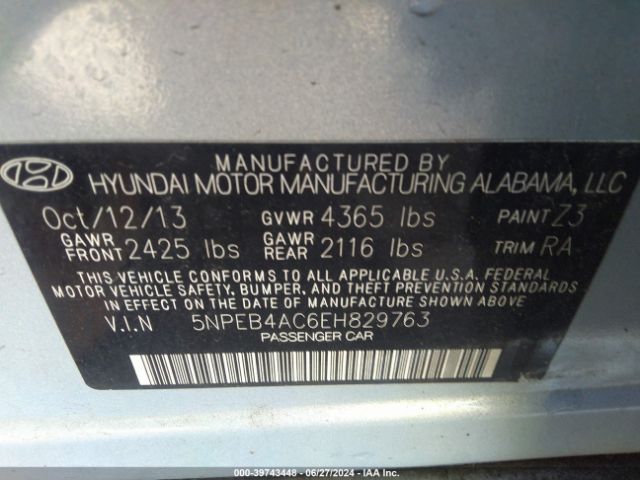 MANUFACTURED BY
HYUNDAI MOTOR MANUFACTURING ALABAMA, LLC
Oct/12/13 GVWR 4365 lbs PAINT Z3
GAWR FRONT 2425 lbs GAWR REAR 2116 lbs TRIM RA
THIS VEHICLE CONFORMS TO ALL APPLICABLE U.S.A. FEDERAL
MOTOR VEHICLE SAFETY, BUMPER, AND THEFT PREVENTION STANDARDS
IN EFFECT ON THE DATE OF MANUFACTURE SHOWN ABOVE
V.I.N 5NPEB4AC6EH829763
PASSENGER CAR
000-39743448 - 06/27/2024 - IAA Inc.